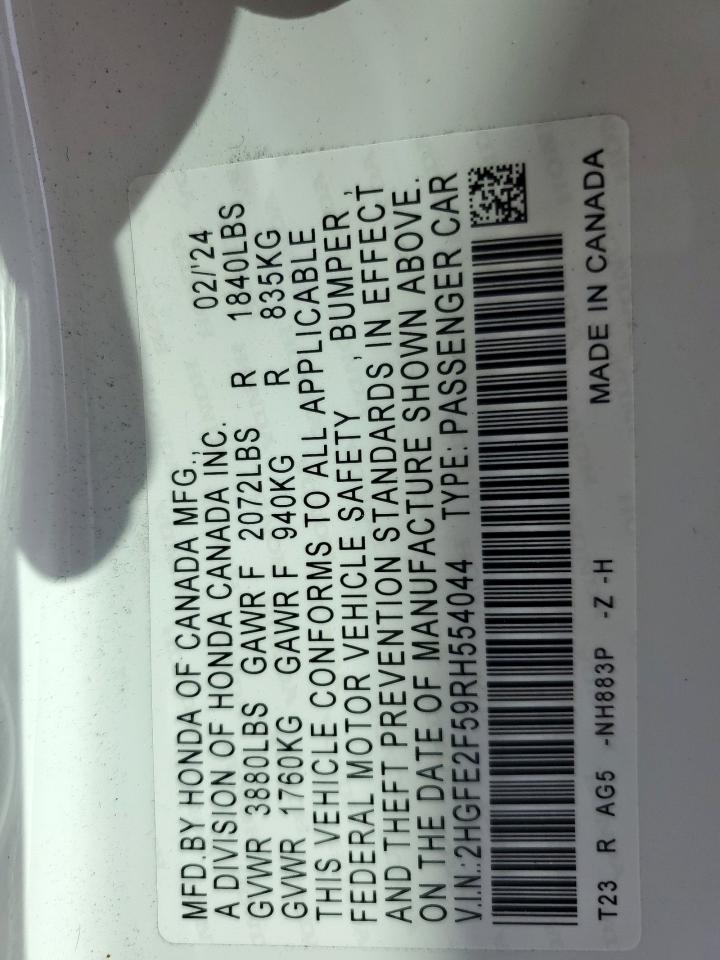 MFD.BY HONDA OF CANADA MFG.,
02/'24
A DIVISION OF HONDA CANADA INC.
GVWR 3880LBS GAWR F 2072LBS R 1840LBS
GVWR 1760KG GAWR F 940KG R 835KG
THIS VEHICLE CONFORMS TO ALL APPLICABLE
FEDERAL MOTOR VEHICLE SAFETY , BUMPER ,
AND THEFT PREVENTION STANDARDS IN EFFECT
ON THE DATE OF MANUFACTURE SHOWN ABOVE.
V.I.N.:2HGFE2F59RH554044 TYPE: PASSENGER CAR
T23 R AG5 -NH883P -Z -H MADE IN CANADA